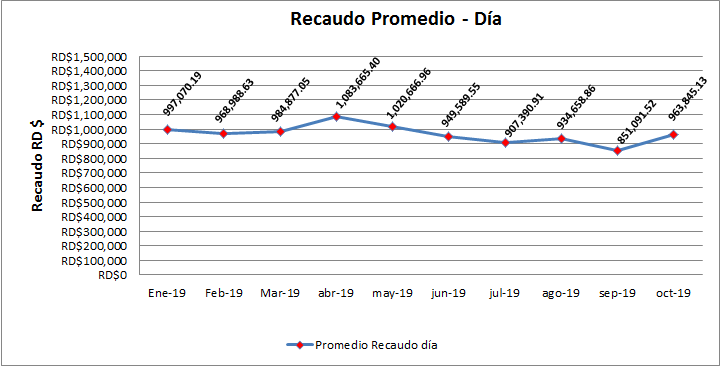 Recaudo Promedio - Día
Recaudo RD $
RD$1,500,000
RD$1,400,000
RD$1,300,000
RD$1,200,000
RD$1,100,000
RD$1,000,000
RD$900,000
RD$800,000
RD$700,000
RD$600,000
RD$500,000
RD$400,000
RD$300,000
RD$200,000
RD$100,000
RD$0
997,070.19
968,988.63
984,877.05
1,083,665.40
1,020,666.96
949,589.55
907,390.91
934,658.86
851,091.52
963,845.13
Ene-19 Feb-19 Mar-19 abr-19 may-19 jun-19 jul-19 ago-19 sep-19 oct-19
Promedio Recaudo día